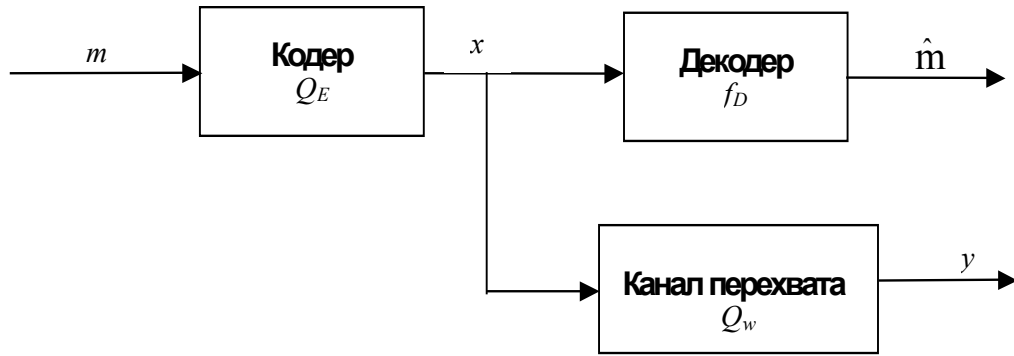 m
Кодер
Q_E
x
Декодер
f_D
m̂
Канал перехвата
Q_w
y